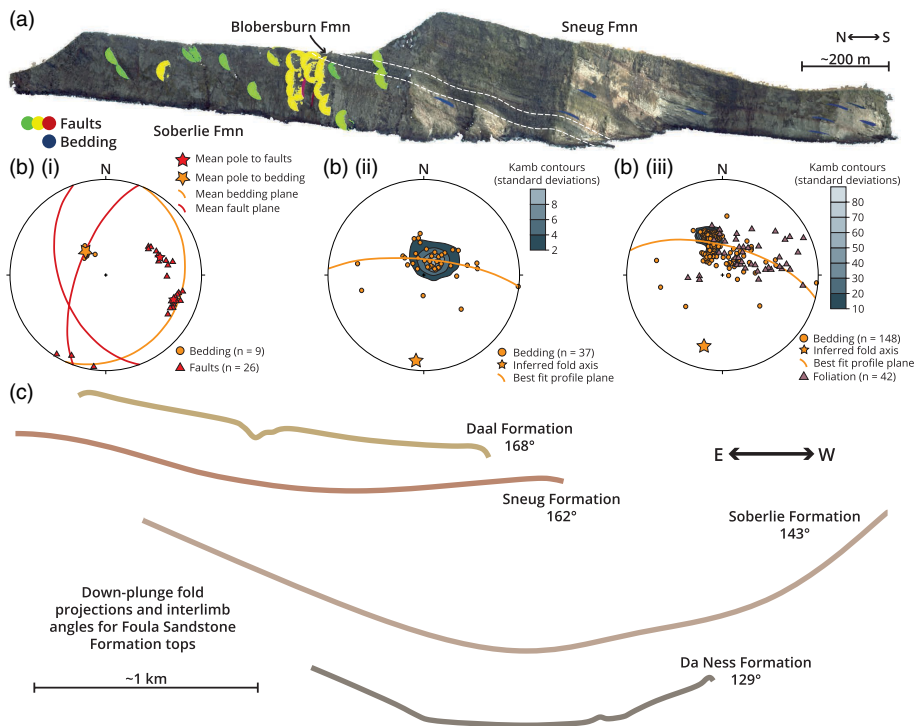 (a)
Blobersburn Fmn
Sneug Fmn
N S
~200 m
Faults
Bedding
Soberlie Fmn
(b) (i)
Mean pole to faults
Mean pole to bedding
Mean bedding plane
Mean fault plane
N
Bedding (n = 9)
Faults (n = 26)
(b) (ii)
Kamb contours
(standard deviations)
N
8
6
4
2
Bedding (n = 37)
Inferred fold axis
Best fit profile plane
(b) (iii)
Kamb contours
(standard deviations)
N
80
70
60
50
40
30
20
10
Bedding (n = 148)
Inferred fold axis
Best fit profile plane
Foliation (n = 42)
(c)
Daal Formation
168°
E W
Sneug Formation
162°
Soberlie Formation
143°
Down-plunge fold
projections and interlimb
angles for Foula Sandstone
Formation tops
~1 km
Da Ness Formation
129°